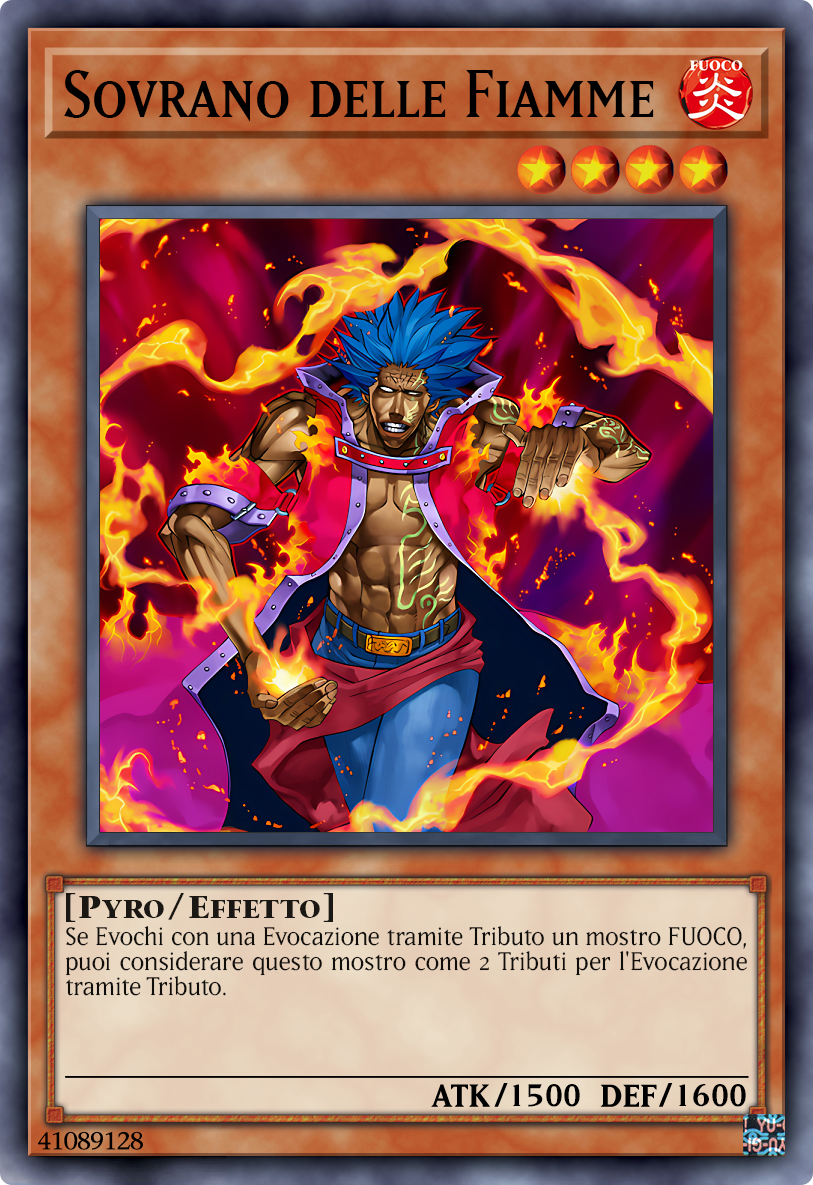 Sovrano delle Fiamme
FUOCO
炎
[Pyro/Effetto]
Se Evochi con una Evocazione tramite Tributo un mostro FUOCO,
puoi considerare questo mostro come 2 Tributi per l'Evocazione
tramite Tributo.
ATK/1500 DEF/1600
41089128